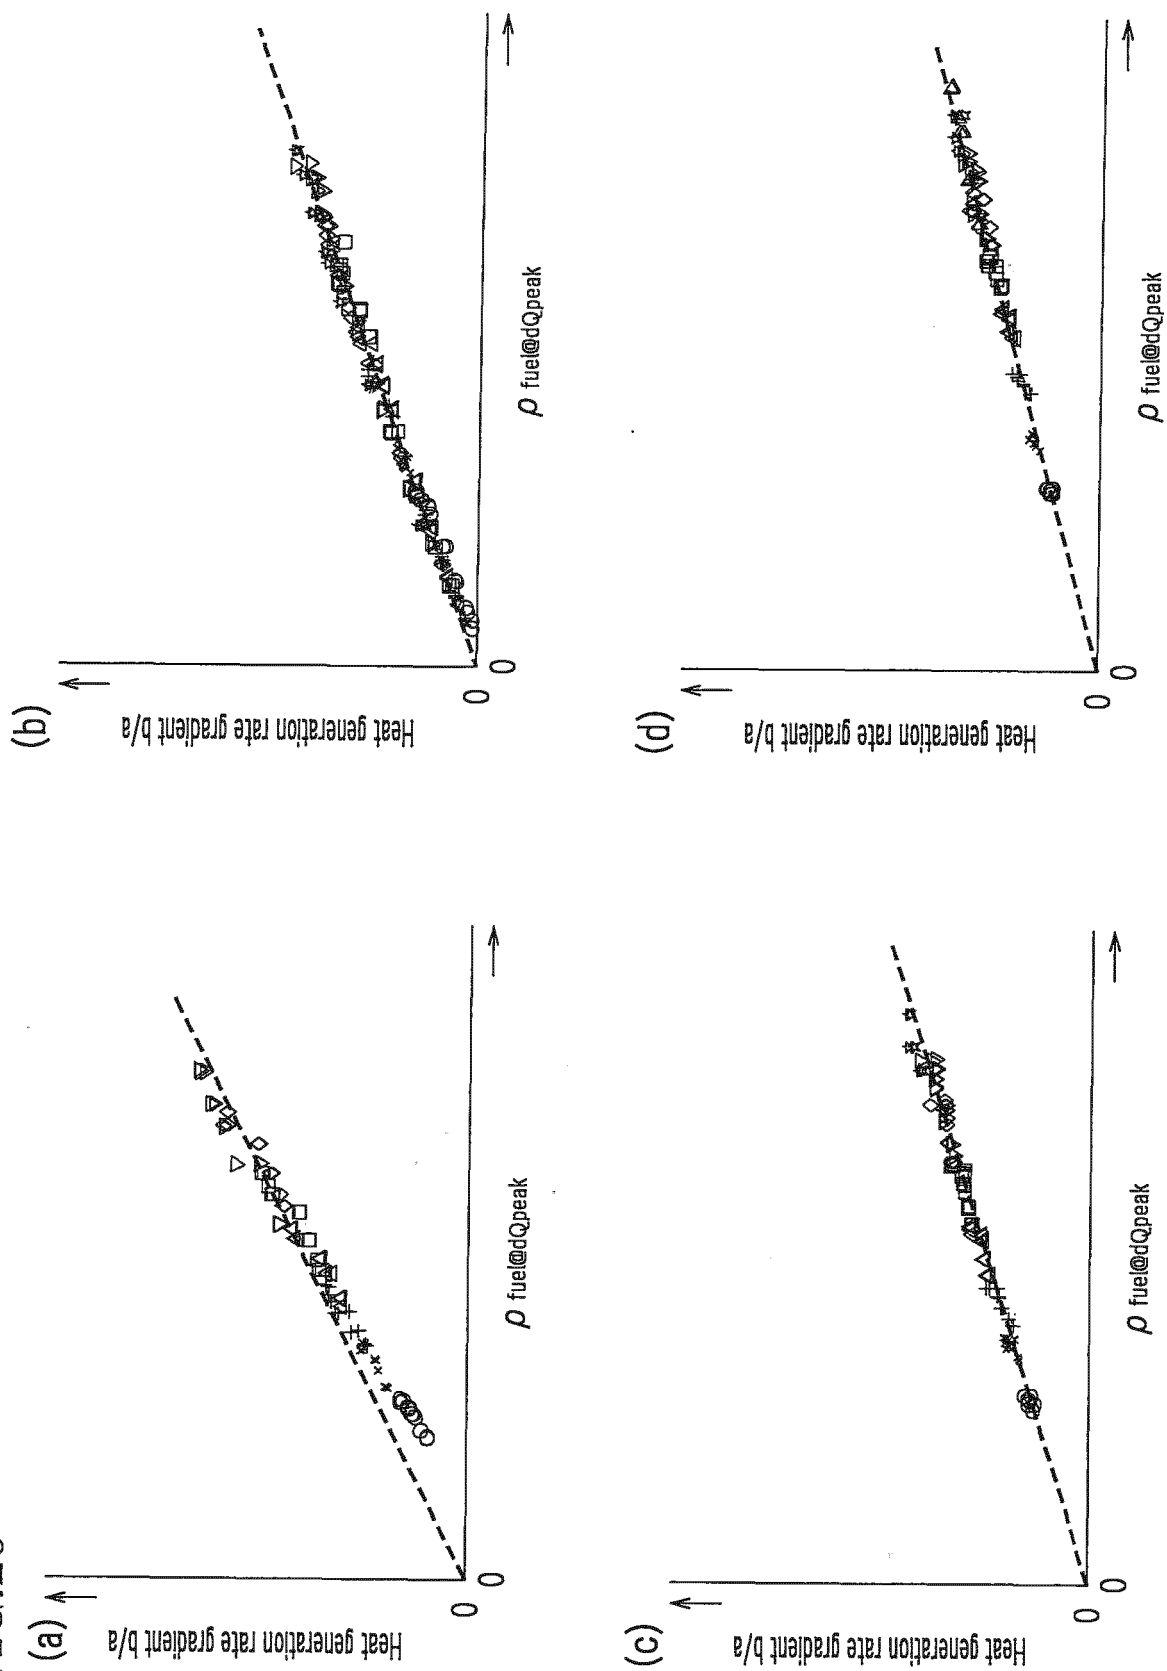 (a)
Heat generation rate gradient b/a
0
0
ρ fuel@dQpeak
(b)
Heat generation rate gradient b/a
0
0
ρ fuel@dQpeak
(c)
Heat generation rate gradient b/a
0
0
ρ fuel@dQpeak
(d)
Heat generation rate gradient b/a
0
0
ρ fuel@dQpeak